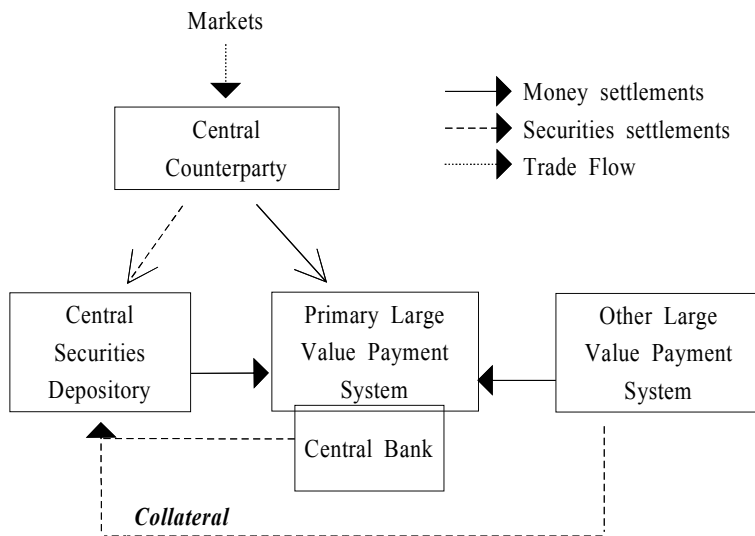 Markets
Money settlements
Securities settlements
Trade Flow
Central
Counterparty
Central
Securities
Depository
Primary Large
Value Payment
System
Other Large
Value Payment
System
Central Bank
Collateral